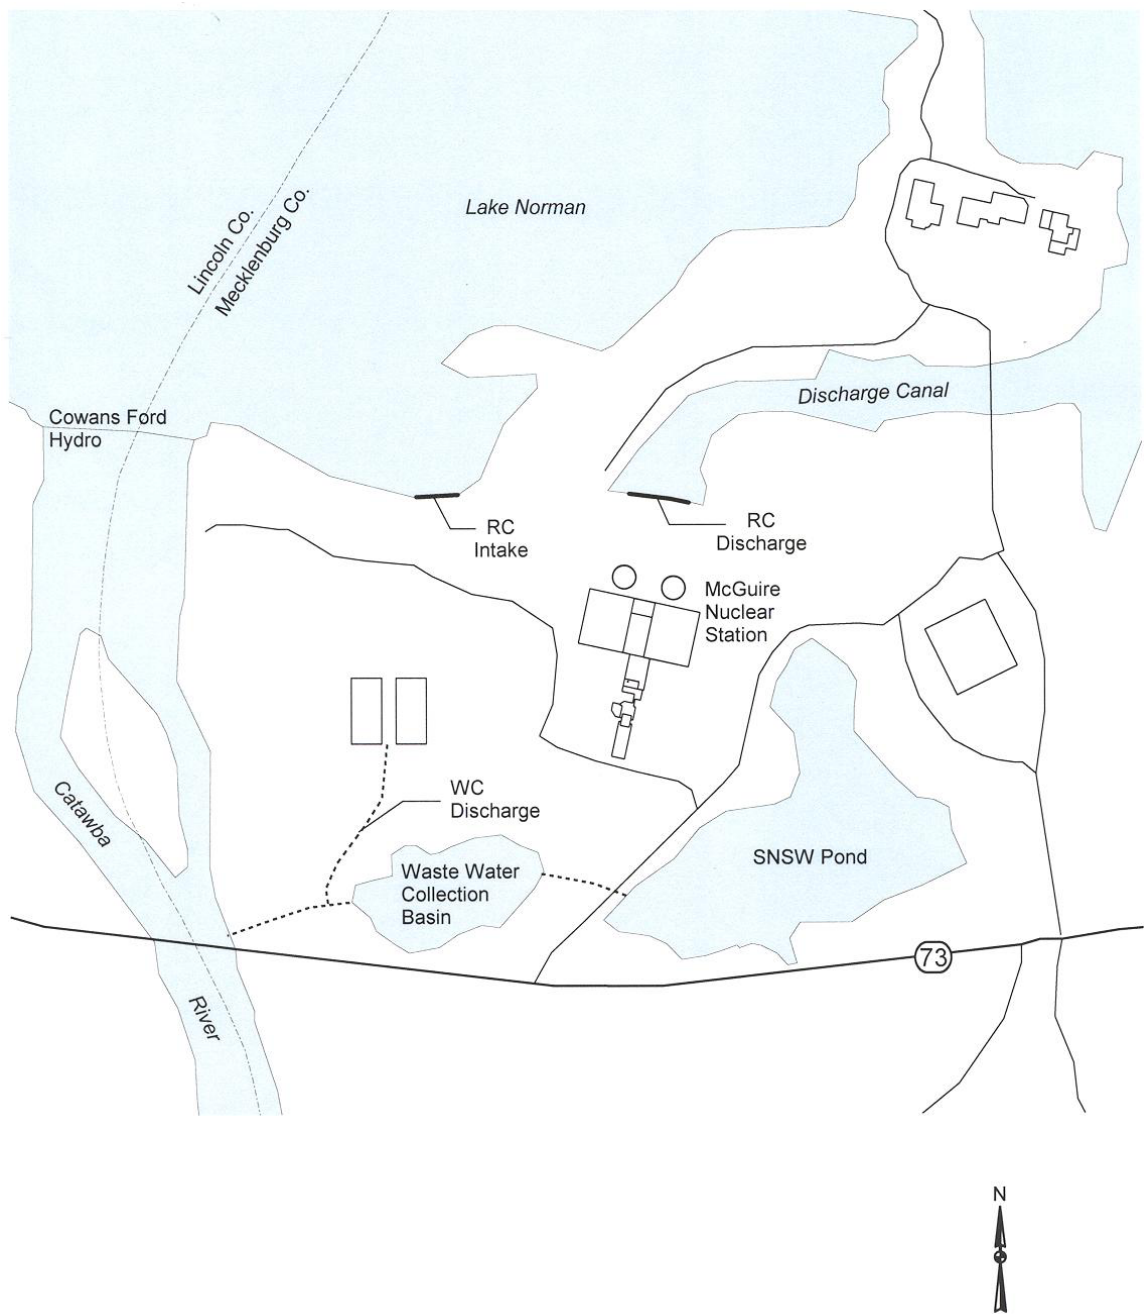 Lake Norman
Lincoln Co.
Mecklenburg Co.
Discharge Canal
Cowans Ford
Hydro
RC
Intake
RC
Discharge
McGuire
Nuclear
Station
WC
Discharge
Catawba
SNSW Pond
Waste Water
Collection
Basin
73
River
N